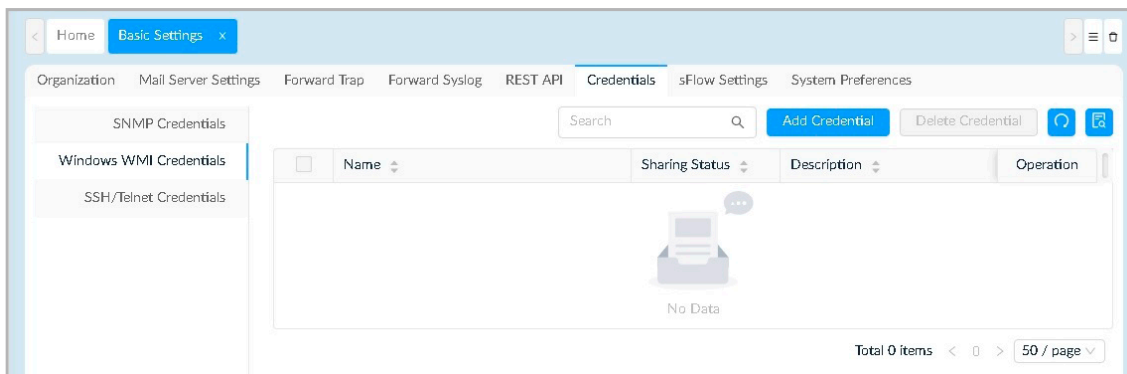 Home Basic Settings x
Organization Mail Server Settings Forward Trap Forward Syslog REST API Credentials sFlow Settings System Preferences
SNMP Credentials
Windows WMI Credentials
SSH/Telnet Credentials
Search Add Credential Delete Credential
Name Sharing Status Description Operation
No Data
Total 0 items < 0 > 50 / page